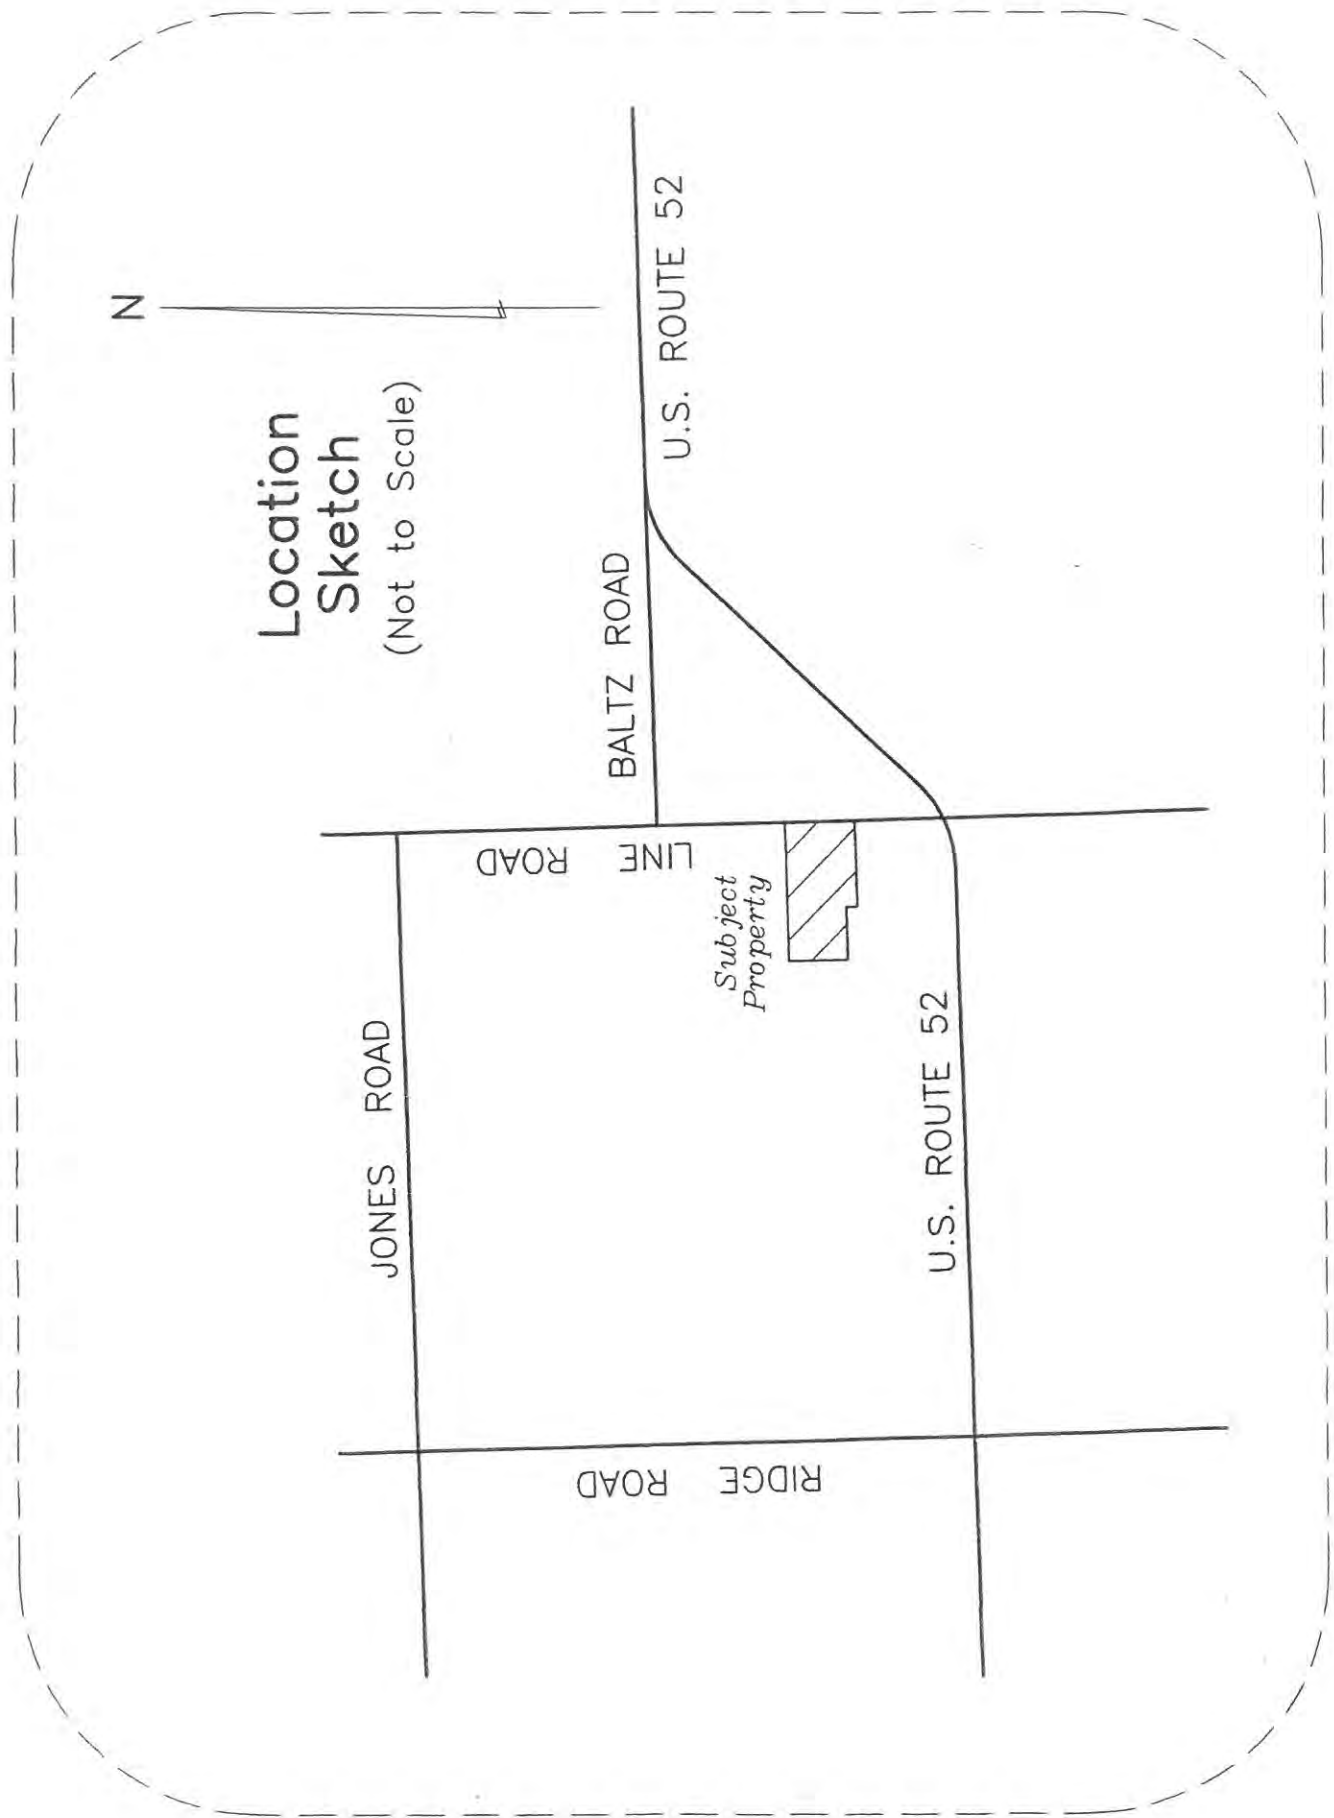 N
Location
Sketch
(Not to Scale)
U.S. ROUTE 52
BALTZ ROAD
LINE ROAD
Subject
Property
JONES ROAD
U.S. ROUTE 52
RIDGE ROAD